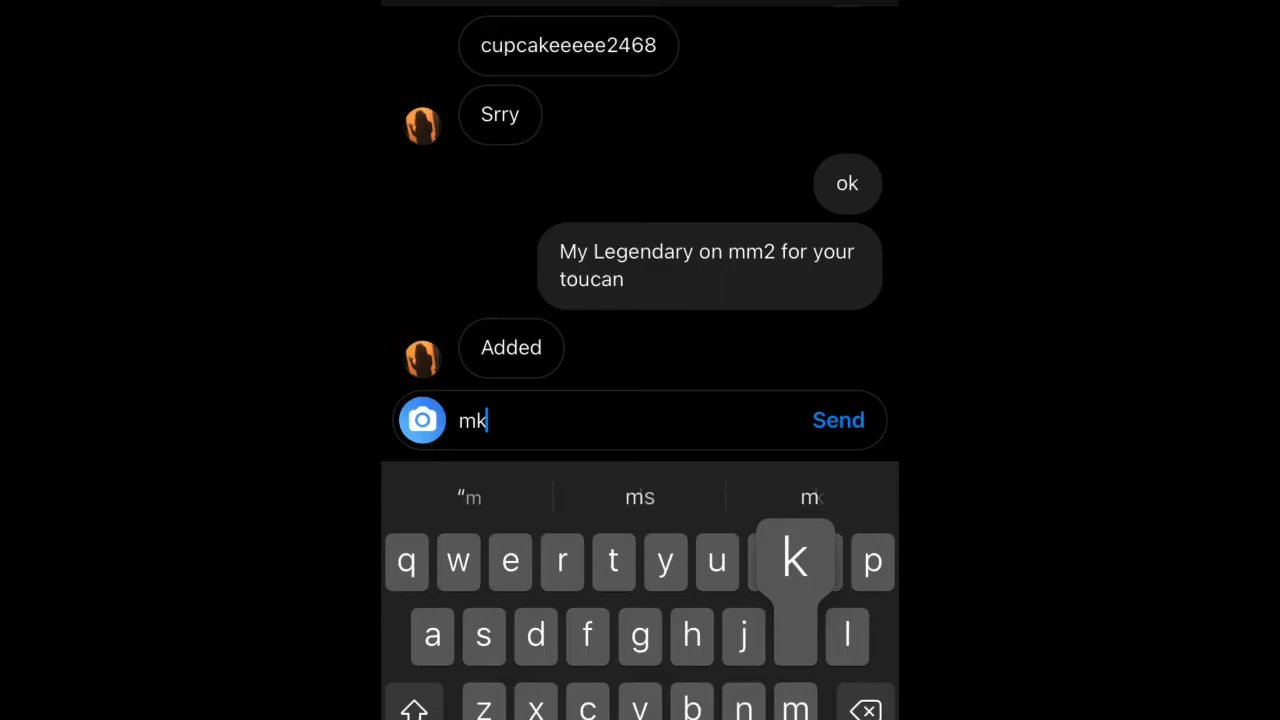 cupcakeeeee2468
Srry
ok
My Legendary on mm2 for your
toucan
Added
mk Send
“m ms m
q w e r t y u k p
a s d f g h j l
z x c v b n m